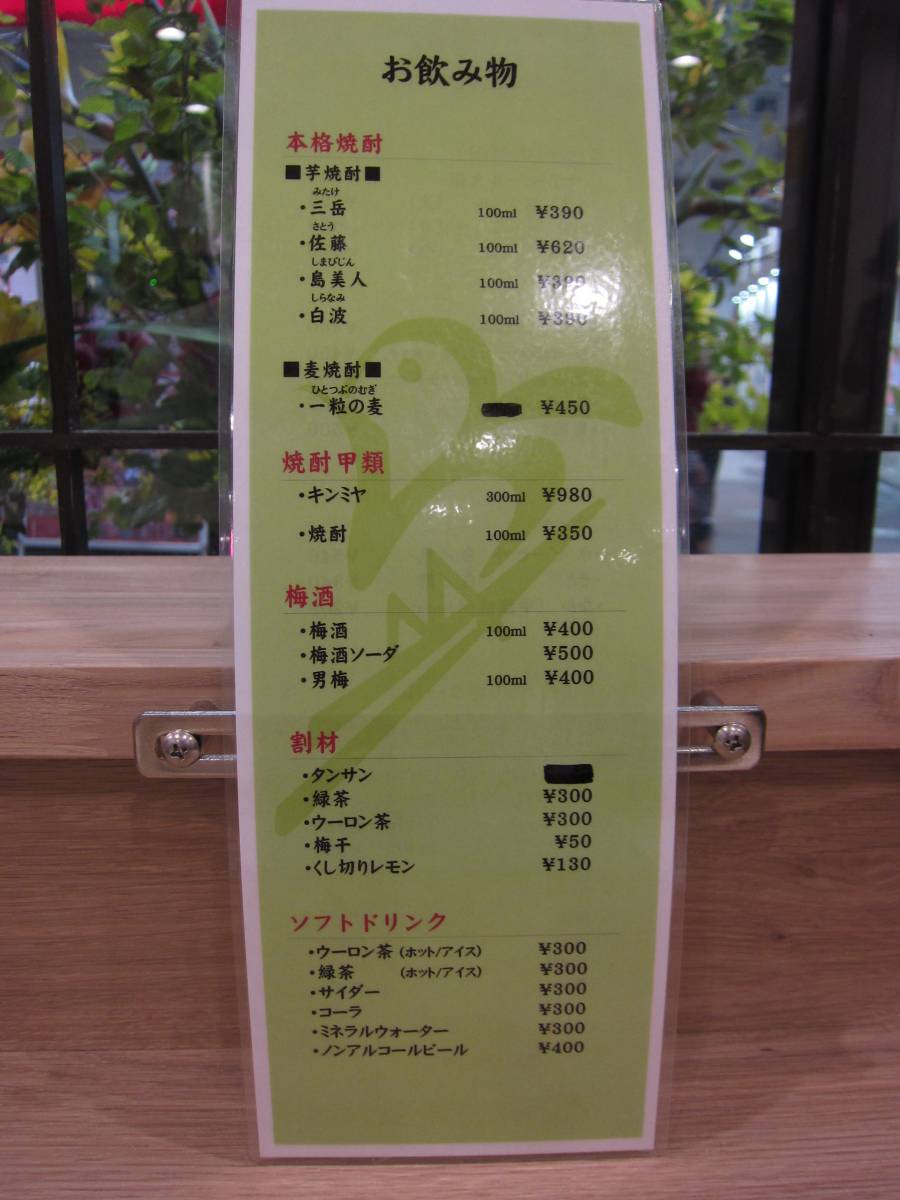 お飲み物
本格焼酎
■芋焼酎■
みたけ
・三岳 100ml ¥390
さとう
・佐藤 100ml ¥620
しまびじん
・島美人 100ml ¥390
しらなみ
・白波 100ml ¥390
■麦焼酎■
ひとつぶのむぎ
・一粒の麦 ¥450
焼酎甲類
・キンミヤ 300ml ¥980
・焼酎 100ml ¥350
梅酒
・梅酒 100ml ¥400
・梅酒ソーダ ¥500
・男梅 100ml ¥400
割材
・タンサン
・緑茶 ¥300
・ウーロン茶 ¥300
・梅干 ¥50
・くし切りレモン ¥130
ソフトドリンク
・ウーロン茶 (ホット/アイス) ¥300
・緑茶 (ホット/アイス) ¥300
・サイダー ¥300
・コーラ ¥300
・ミネラルウォーター ¥300
・ノンアルコールビール ¥400